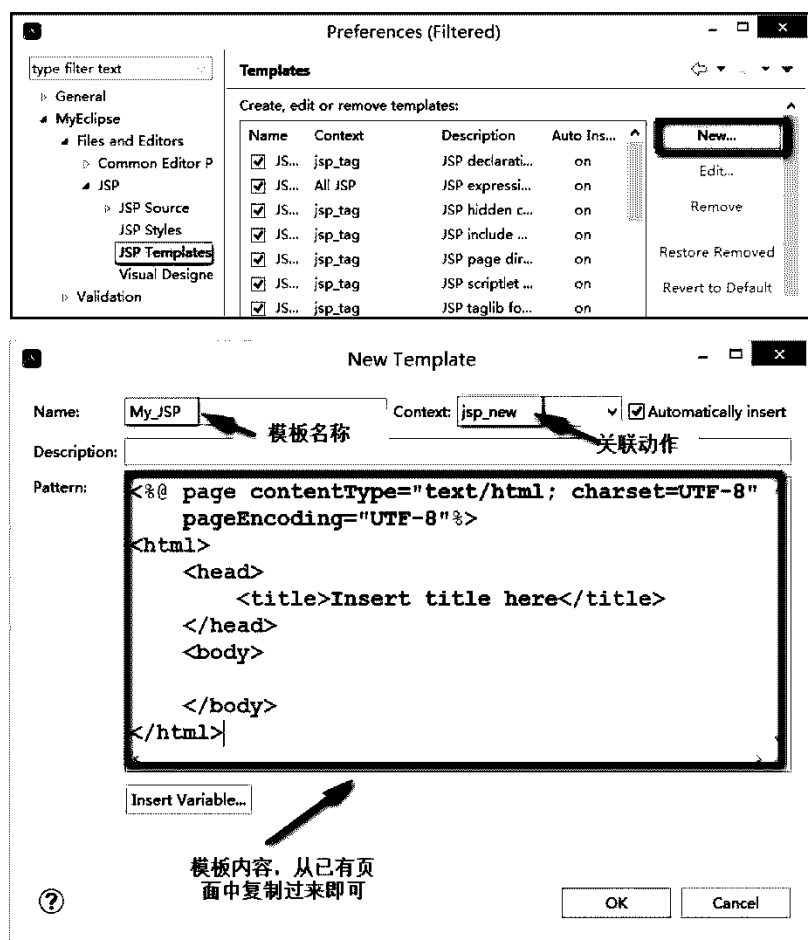 Preferences (Filtered)
type filter text
Templates
General
MyEclipse
Files and Editors
Common Editor P
JSP
JSP Source
JSP Styles
JSP Templates
Visual Designe
Validation
Create, edit or remove templates:
Name Context Description Auto Ins...
JS... jsp_tag JSP declarati... on
JS... All JSP JSP expressi... on
JS... jsp_tag JSP hidden c... on
JS... jsp_tag JSP include ... on
JS... jsp_tag JSP page dir... on
JS... jsp_tag JSP scriptlet ... on
JS... jsp_tag JSP taglib fo... on
New...
Edit...
Remove
Restore Removed
Revert to Default
New Template
Name: My_JSP Context: jsp_new Automatically insert
模板名称 关联动作
Description:
Pattern:
<%@ page contentType="text/html; charset=UTF-8"
pageEncoding="UTF-8"%>
<html>
<head>
<title>Insert title here</title>
</head>
<body>
</body>
</html>
Insert Variable...
模板内容，从已有页
面中复制过来即可
OK Cancel